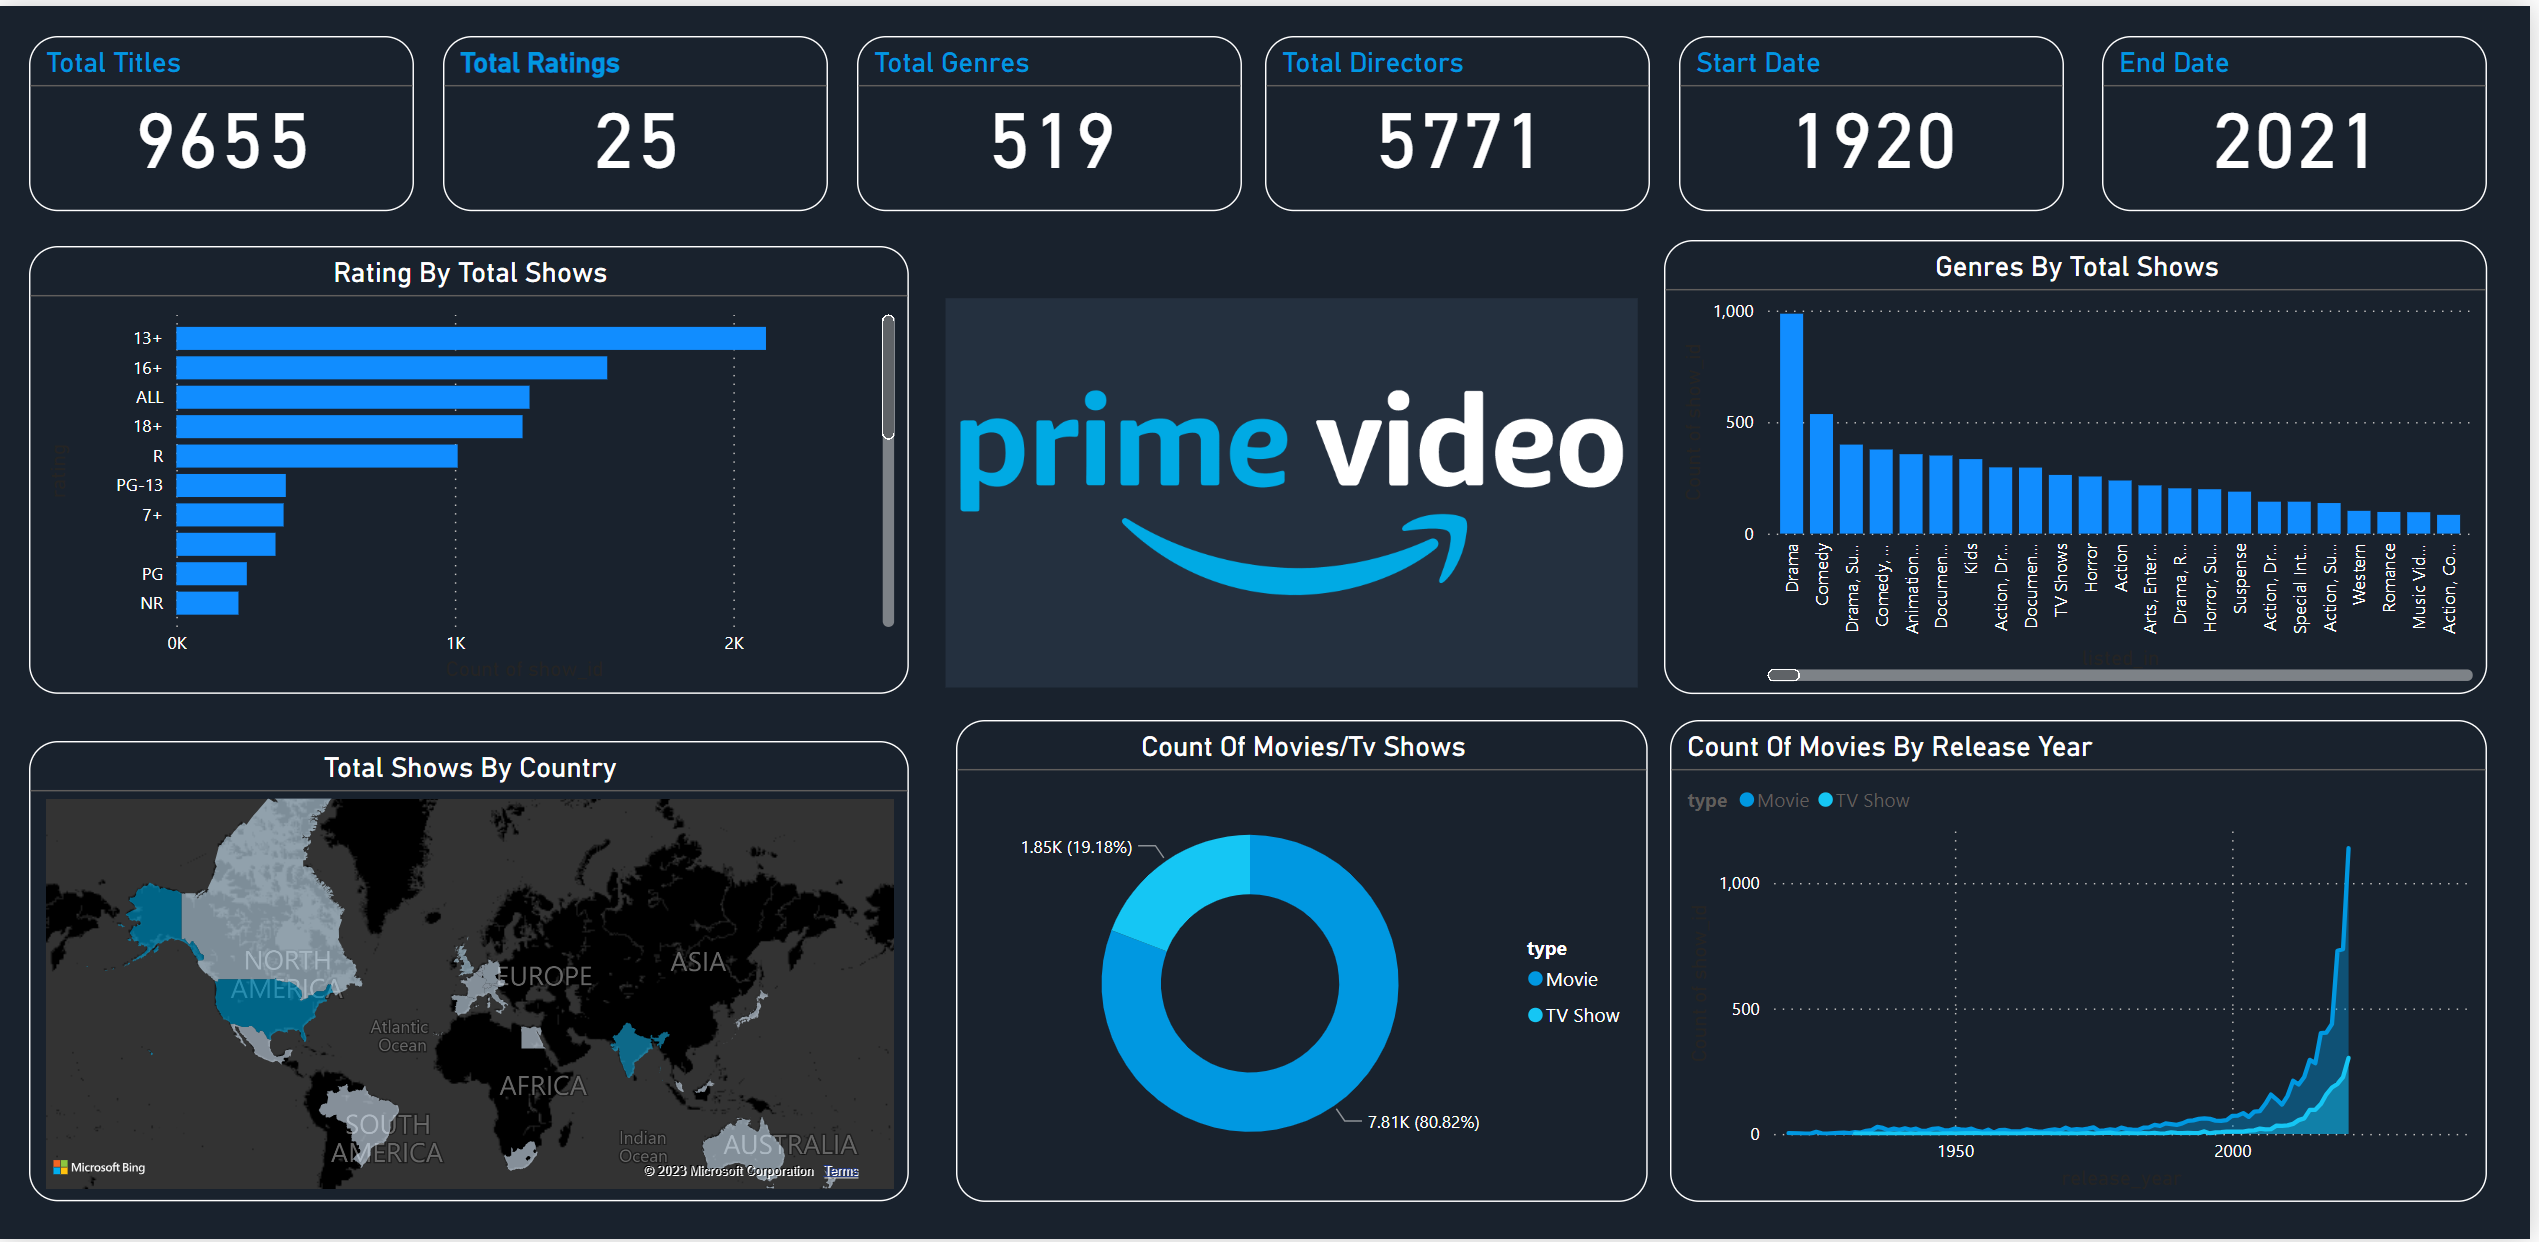 Total Titles
9655
Total Ratings
25
Total Genres
519
Total Directors
5771
Start Date
1920
End Date
2021
Rating By Total Shows
13+
16+
ALL
18+
R
PG-13
7+
PG
NR
0K
1K
2K
Count of show_id
prime video
Genres By Total Shows
1,000
500
0
Drama
Comedy
Drama, Su...
Comedy, ...
Animation...
Documen...
Kids
Action, Dr...
Documen...
TV Shows
Horror
Action
Arts, Enter...
Drama, R...
Horror, Su...
Suspense
Action, Dr...
Special Int...
Action, Su...
Western
Romance
Music Vid...
Action, Co...
Total Shows By Country
NORTH
AMERICA
EUROPE
ASIA
Atlantic
Ocean
AFRICA
SOUTH
AMERICA
Indian
Ocean
AUSTRALIA
Microsoft Bing
© 2023 Microsoft Corporation Terms
Count Of Movies/Tv Shows
1.85K (19.18%)
7.81K (80.82%)
type
Movie
TV Show
Count Of Movies By Release Year
type Movie TV Show
1,000
500
0
1950
2000